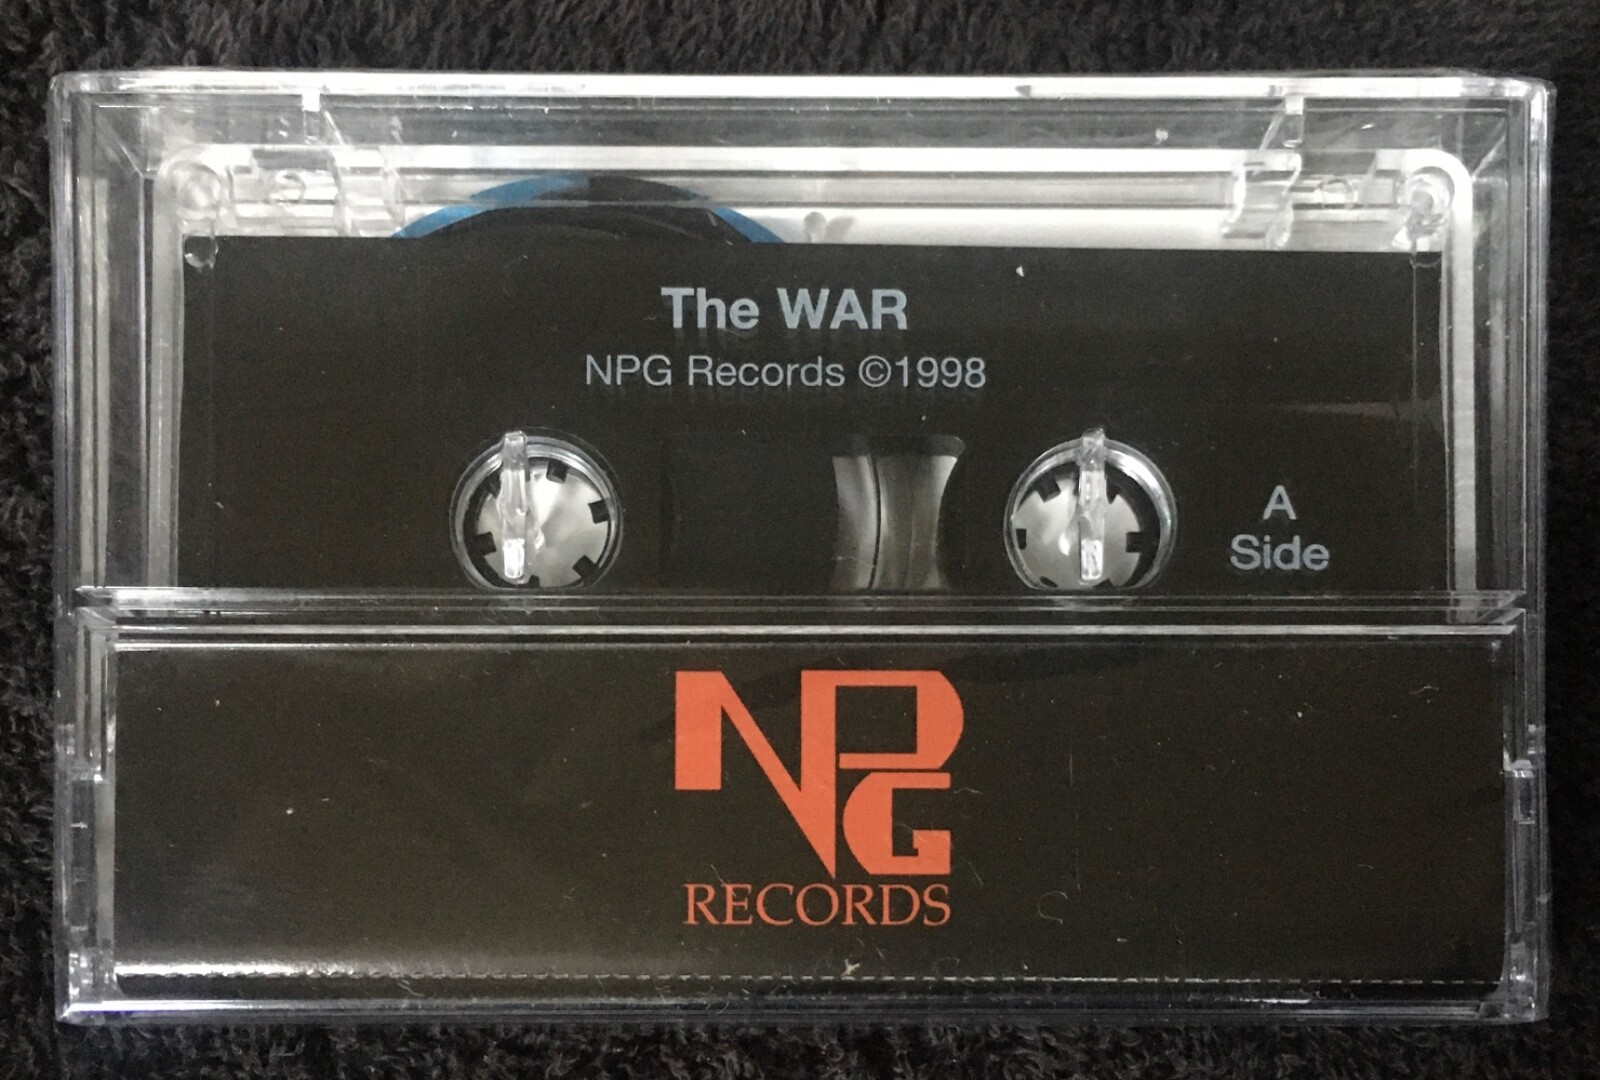 The WAR
NPG Records ©1998
A
Side
NPG
RECORDS